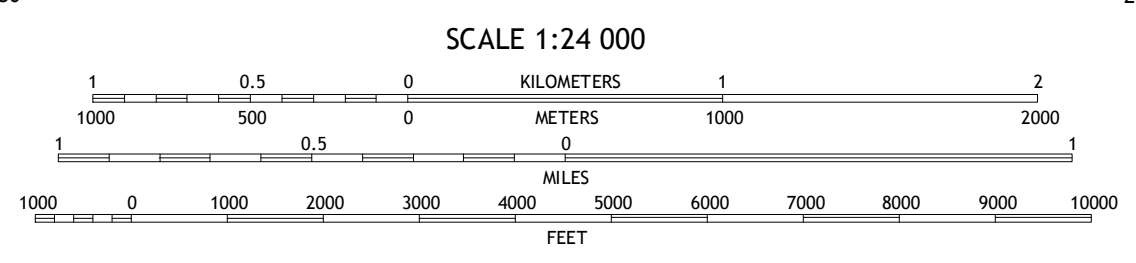 SCALE 1:24 000
1 0.5 0 KILOMETERS 1 2
1000 500 0 METERS 1000 2000
1 0.5 0 1
MILES
1000 0 1000 2000 3000 4000 5000 6000 7000 8000 9000 10000
FEET